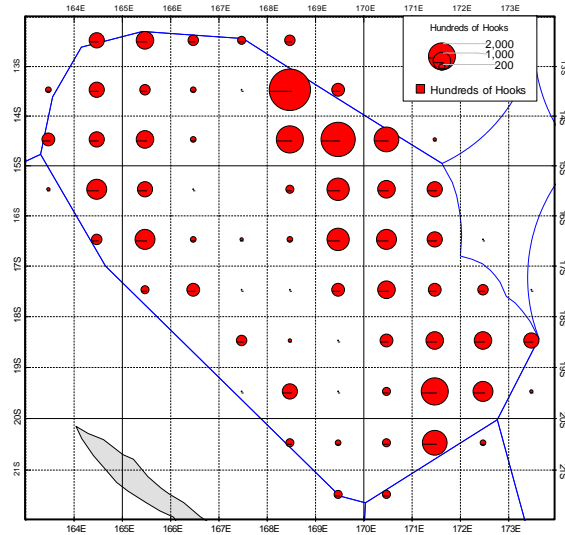 164E 165E 166E 167E 168E 169E 170E 171E 172E 173E
Hundreds of Hooks
2,000
1,000
200
Hundreds of Hooks
13S 13S
14S 14S
15S 15S
16S 16S
17S 17S
18S 18S
19S 19S
20S 20S
21S 21S
164E 165E 166E 167E 168E 169E 170E 171E 172E 173E